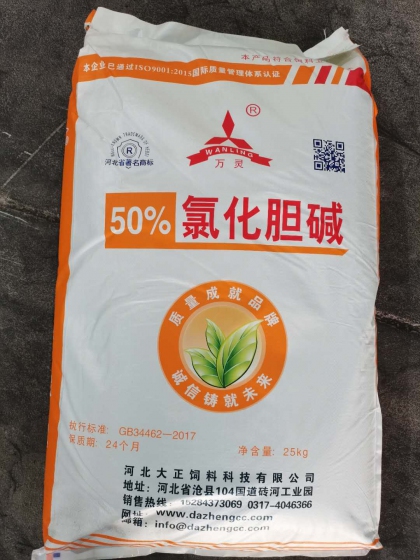 本产品符合
本企业已通过ISO9001:2015国际质量管理体系认证
R
河北省著名商标
®
WANLING
万灵
50% 氯化胆碱
质量成就品牌
诚信铸就未来
执行标准: GB34462—2017
保质期: 24个月
净含量: 25kg
河北大正饲料科技有限公司
地址: 河北省沧县104国道砖河工业园
销售热线: 15284373069 0317-4046366
网址: www.dazhengcc.com
邮箱: info@dazhengcc.com